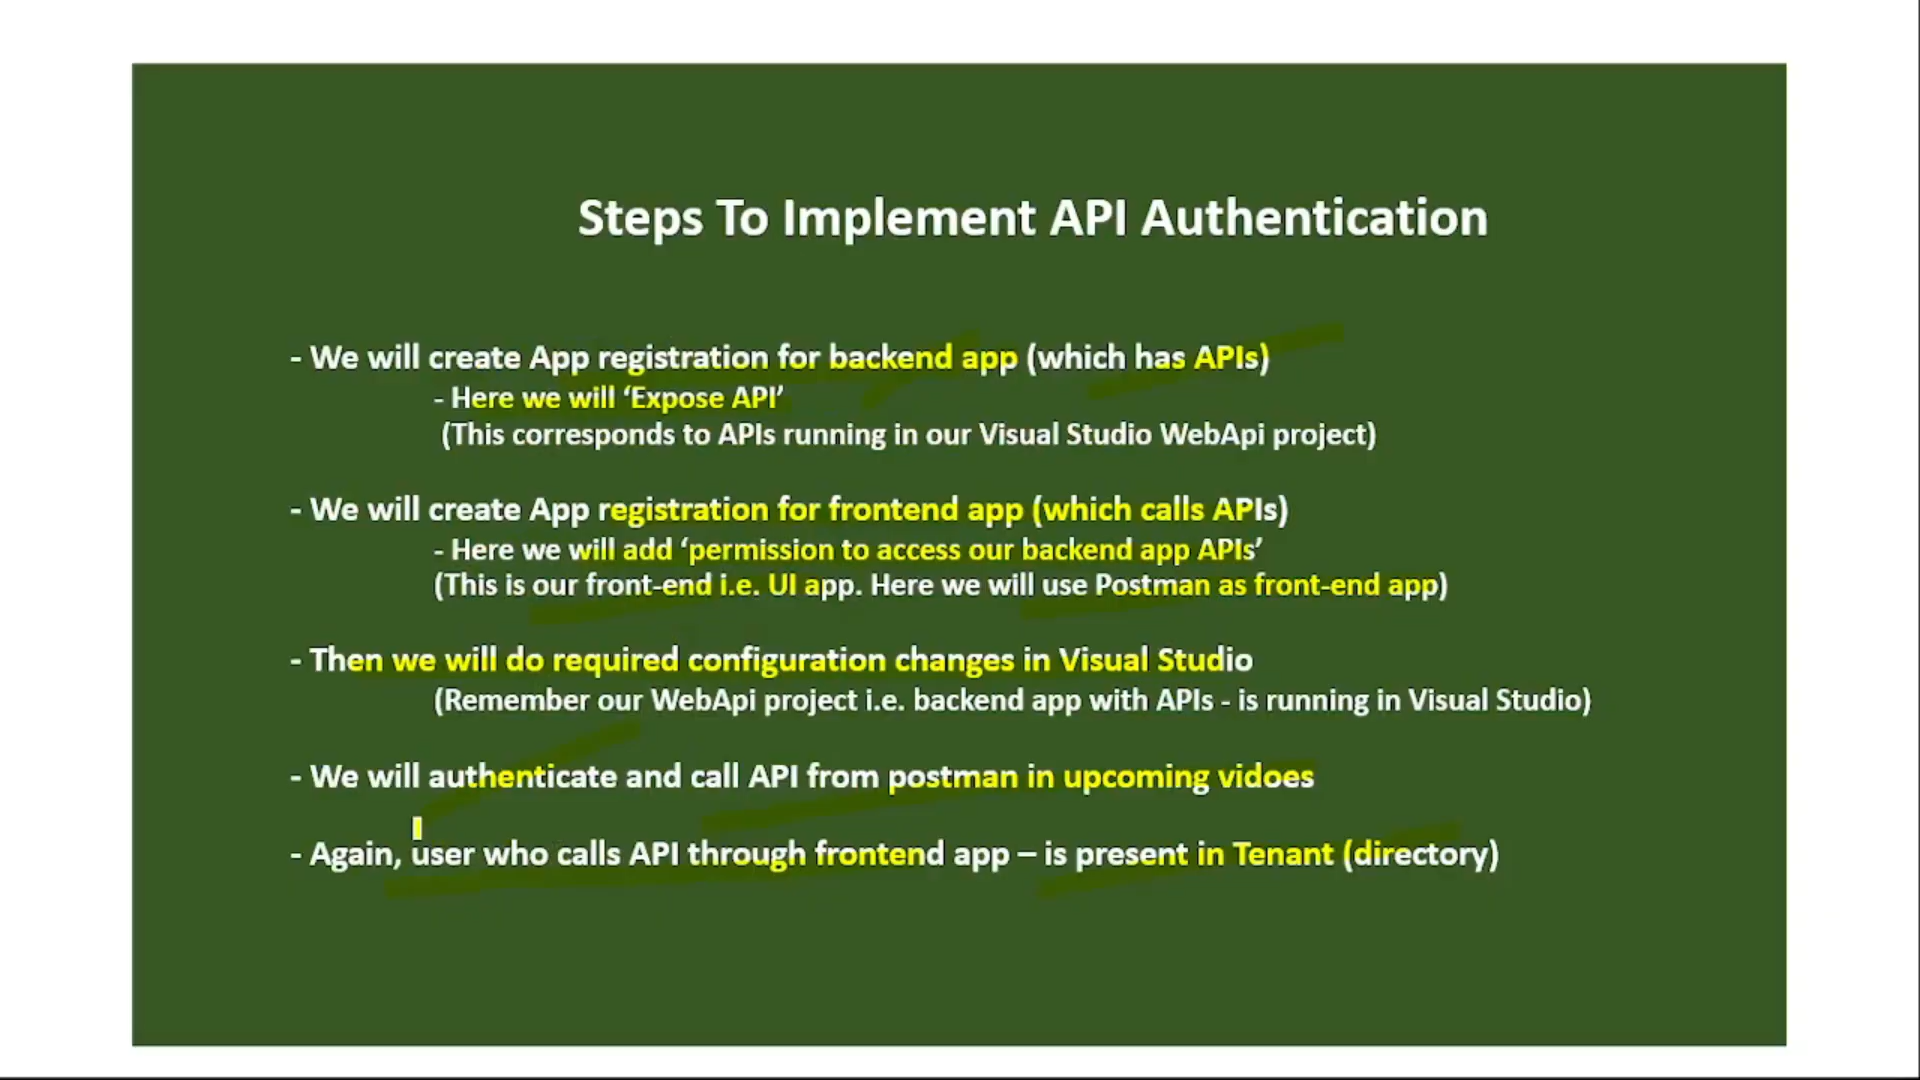 Steps To Implement API Authentication
- We will create App registration for backend app (which has APIs)
- Here we will ‘Expose API’
(This corresponds to APIs running in our Visual Studio WebApi project)
- We will create App registration for frontend app (which calls APIs)
- Here we will add ‘permission to access our backend app APIs’
(This is our front-end i.e. UI app. Here we will use Postman as front-end app)
- Then we will do required configuration changes in Visual Studio
(Remember our WebApi project i.e. backend app with APIs - is running in Visual Studio)
- We will authenticate and call API from postman in upcoming vidoes
- Again, user who calls API through frontend app – is present in Tenant (directory)